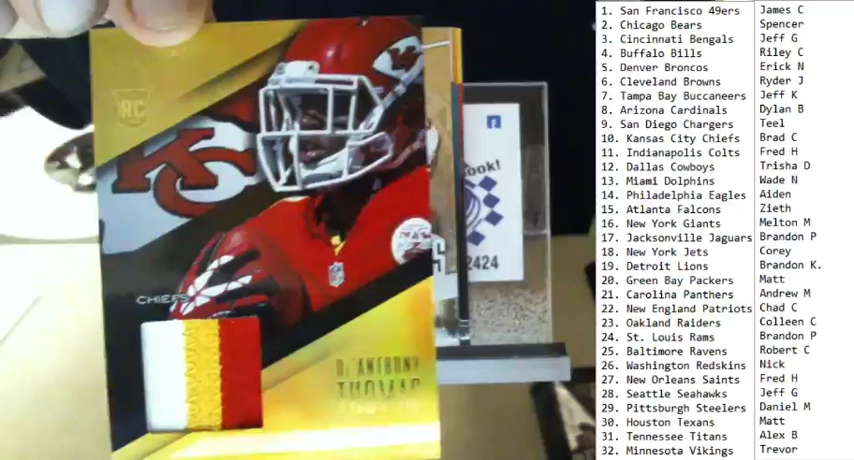 RC
KC
CHIEFS
DE'ANTHONY
THOMAS
ook!
2424
1. San Francisco 49ers James C
2. Chicago Bears Spencer
3. Cincinnati Bengals Jeff G
4. Buffalo Bills Riley C
5. Denver Broncos Erick N
6. Cleveland Browns Ryder J
7. Tampa Bay Buccaneers Jeff K
8. Arizona Cardinals Dylan B
9. San Diego Chargers Teel
10. Kansas City Chiefs Brad C
11. Indianapolis Colts Fred H
12. Dallas Cowboys Trisha D
13. Miami Dolphins Wade N
14. Philadelphia Eagles Aiden
15. Atlanta Falcons Zieth
16. New York Giants Melton M
17. Jacksonville Jaguars Brandon P
18. New York Jets Corey
19. Detroit Lions Brandon K.
20. Green Bay Packers Matt
21. Carolina Panthers Andrew M
22. New England Patriots Chad C
23. Oakland Raiders Colleen C
24. St. Louis Rams Brandon P
25. Baltimore Ravens Robert C
26. Washington Redskins Nick
27. New Orleans Saints Fred H
28. Seattle Seahawks Jeff G
29. Pittsburgh Steelers Daniel M
30. Houston Texans Matt
31. Tennessee Titans Alex B
32. Minnesota Vikings Trevor